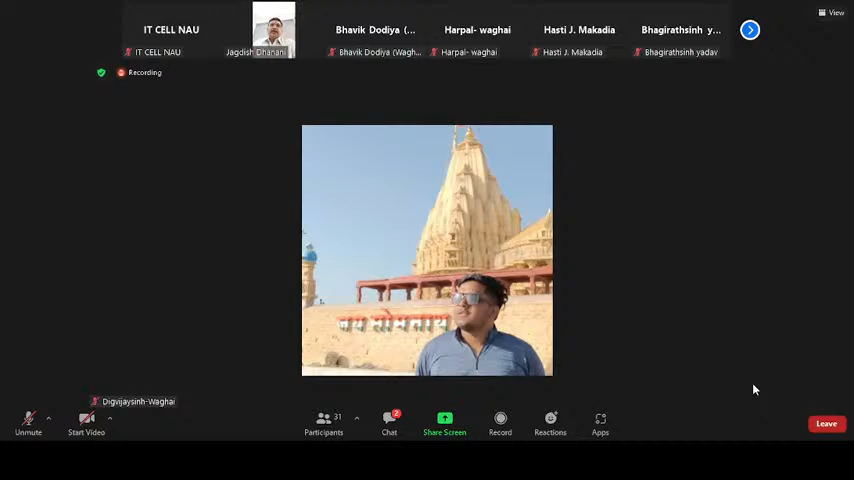 IT CELL NAU
Bhavik Dodiya (...
Harpal- waghai
Hasti J. Makadia
Bhagirathsinh y...
View
IT CELL NAU
Jagdish Dhanani
Bhavik Dodiya (Wagh...
Harpal- waghai
Hasti J. Makadia
Bhagirathsinh yadav
Recording
जय सोमनाथ
Digvijaysinh-Waghai
31
2
Unmute
Start Video
Participants
Chat
Share Screen
Record
Reactions
Apps
Leave